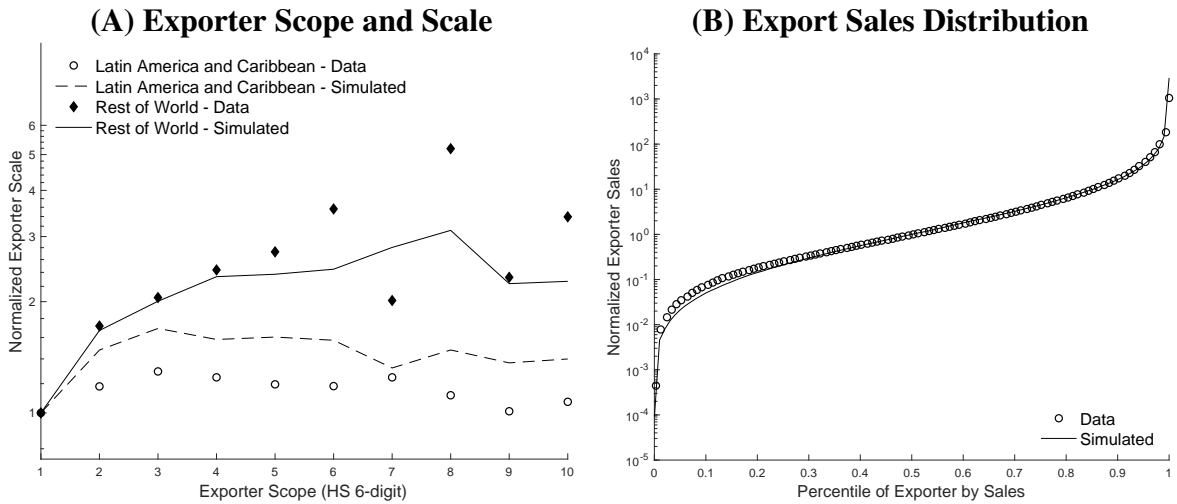 (A) Exporter Scope and Scale
Latin America and Caribbean - Data
Latin America and Caribbean - Simulated
Rest of World - Data
Rest of World - Simulated
Normalized Exporter Scale
6
5
4
3
2
1
1 2 3 4 5 6 7 8 9 10
Exporter Scope (HS 6-digit)
(B) Export Sales Distribution
Normalized Exporter Sales
10^4
10^3
10^2
10^1
10^0
10^-1
10^-2
10^-3
10^-4
10^-5
0 0.1 0.2 0.3 0.4 0.5 0.6 0.7 0.8 0.9 1
Percentile of Exporter by Sales
Data
Simulated